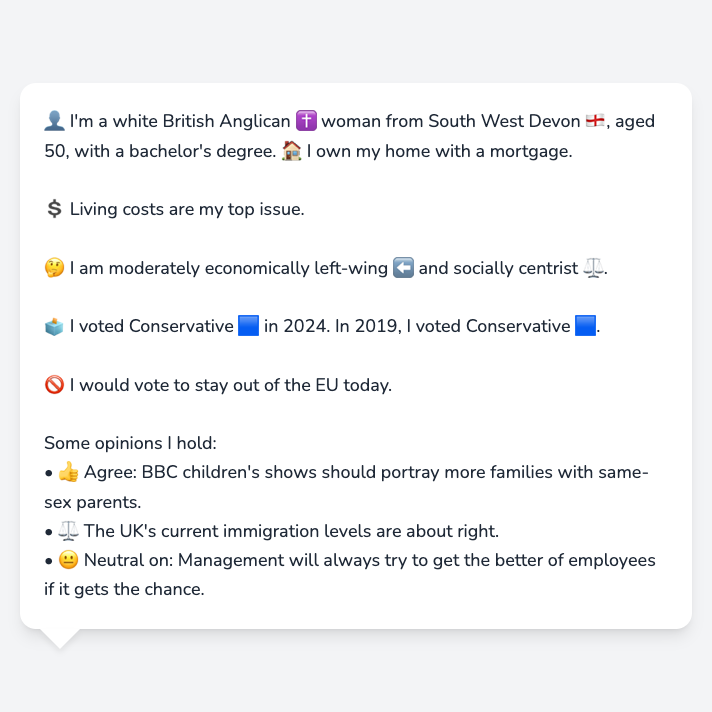 👤 I'm a white British Anglican ✝️ woman from South West Devon 🏴󠁧󠁢󠁥󠁮󠁧󠁿, aged
50, with a bachelor's degree. 🏠 I own my home with a mortgage.
💲 Living costs are my top issue.
🤔 I am moderately economically left-wing ⬅️ and socially centrist ⚖️.
🗳️ I voted Conservative 🟦 in 2024. In 2019, I voted Conservative 🟦.
🚫 I would vote to stay out of the EU today.
Some opinions I hold:
• 👍 Agree: BBC children's shows should portray more families with same-
sex parents.
• ⚖️ The UK's current immigration levels are about right.
• 😐 Neutral on: Management will always try to get the better of employees
if it gets the chance.